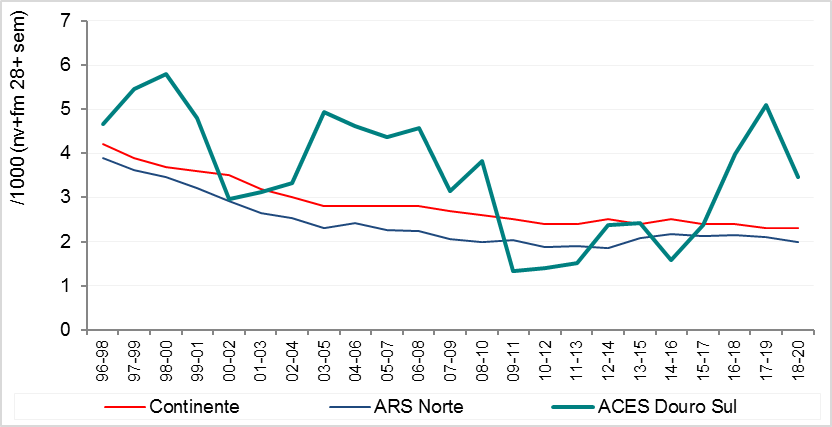 /1000 (nv+fm 28+ sem)
7
6
5
4
3
2
1
0
96-98 97-99 98-00 99-01 00-02 01-03 02-04 03-05 04-06 05-07 06-08 07-09 08-10 09-11 10-12 11-13 12-14 13-15 14-16 15-17 16-18 17-19 18-20
Continente ARS Norte ACES Douro Sul